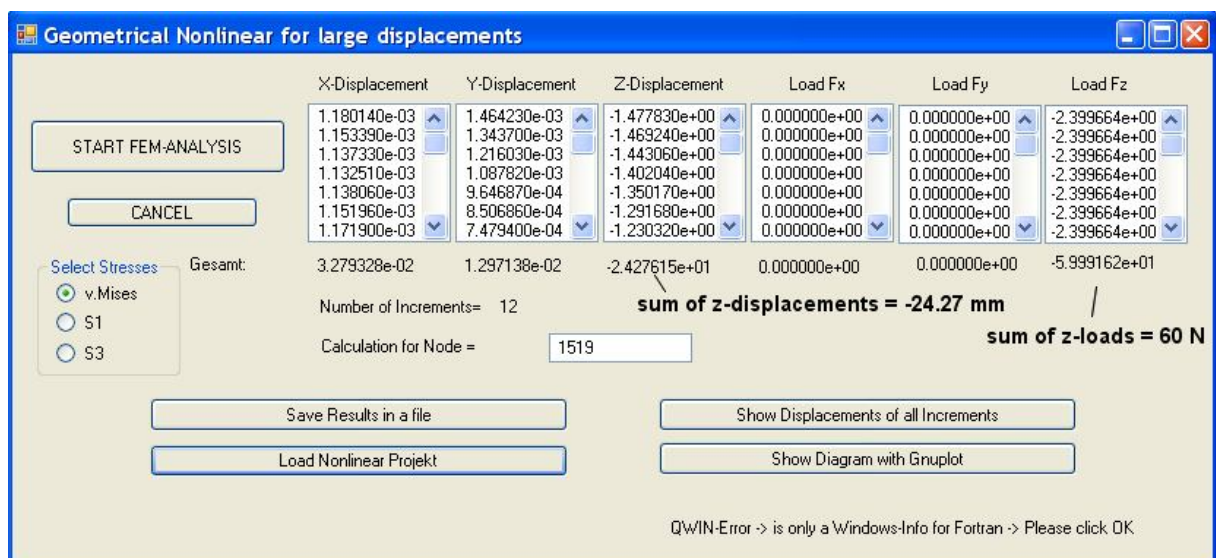 Geometrical Nonlinear for large displacements
X-Displacement Y-Displacement Z-Displacement Load Fx Load Fy Load Fz
1.180140e-03 1.464230e-03 -1.477830e+00 0.000000e+00 0.000000e+00 -2.399664e+00
1.153390e-03 1.343700e-03 -1.469240e+00 0.000000e+00 0.000000e+00 -2.399664e+00
1.137330e-03 1.216030e-03 -1.443060e+00 0.000000e+00 0.000000e+00 -2.399664e+00
1.132510e-03 1.087820e-03 -1.402040e+00 0.000000e+00 0.000000e+00 -2.399664e+00
1.138060e-03 9.646870e-04 -1.350170e+00 0.000000e+00 0.000000e+00 -2.399664e+00
1.151960e-03 8.506860e-04 -1.291680e+00 0.000000e+00 0.000000e+00 -2.399664e+00
1.171900e-03 7.479400e-04 -1.230320e+00 0.000000e+00 0.000000e+00 -2.399664e+00
START FEM-ANALYSIS
CANCEL
Gesamt: 3.279328e-02 1.297138e-02 -2.427615e+01 0.000000e+00 0.000000e+00 -5.999162e+01
Select Stresses
v.Mises
S1
S3
sum of z-displacements = -24.27 mm
sum of z-loads = 60 N
Number of Increments= 12
Calculation for Node = 1519
Save Results in a file
Show Displacements of all Increments
Load Nonlinear Projekt
Show Diagram with Gnuplot
QWIN-Error -> is only a Windows-Info for Fortran -> Please click OK